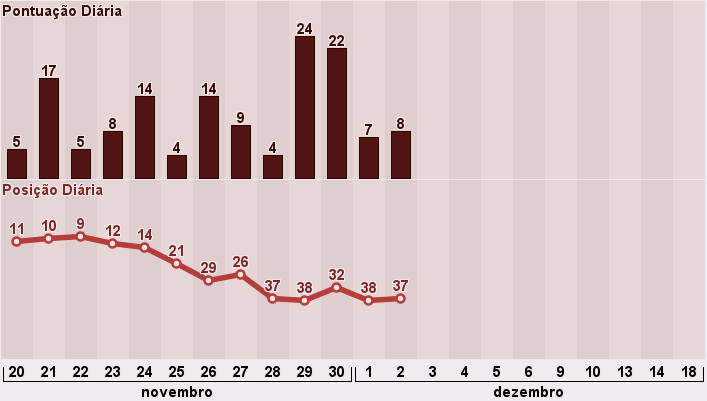 Pontuação Diária
5 17 5 8 14 4 14 9 4 24 22 7 8
Posição Diária
11 10 9 12 14 21 29 26 37 38 32 38 37
20 21 22 23 24 25 26 27 28 29 30 1 2 3 4 5 6 9 10 13 14 18
novembro dezembro